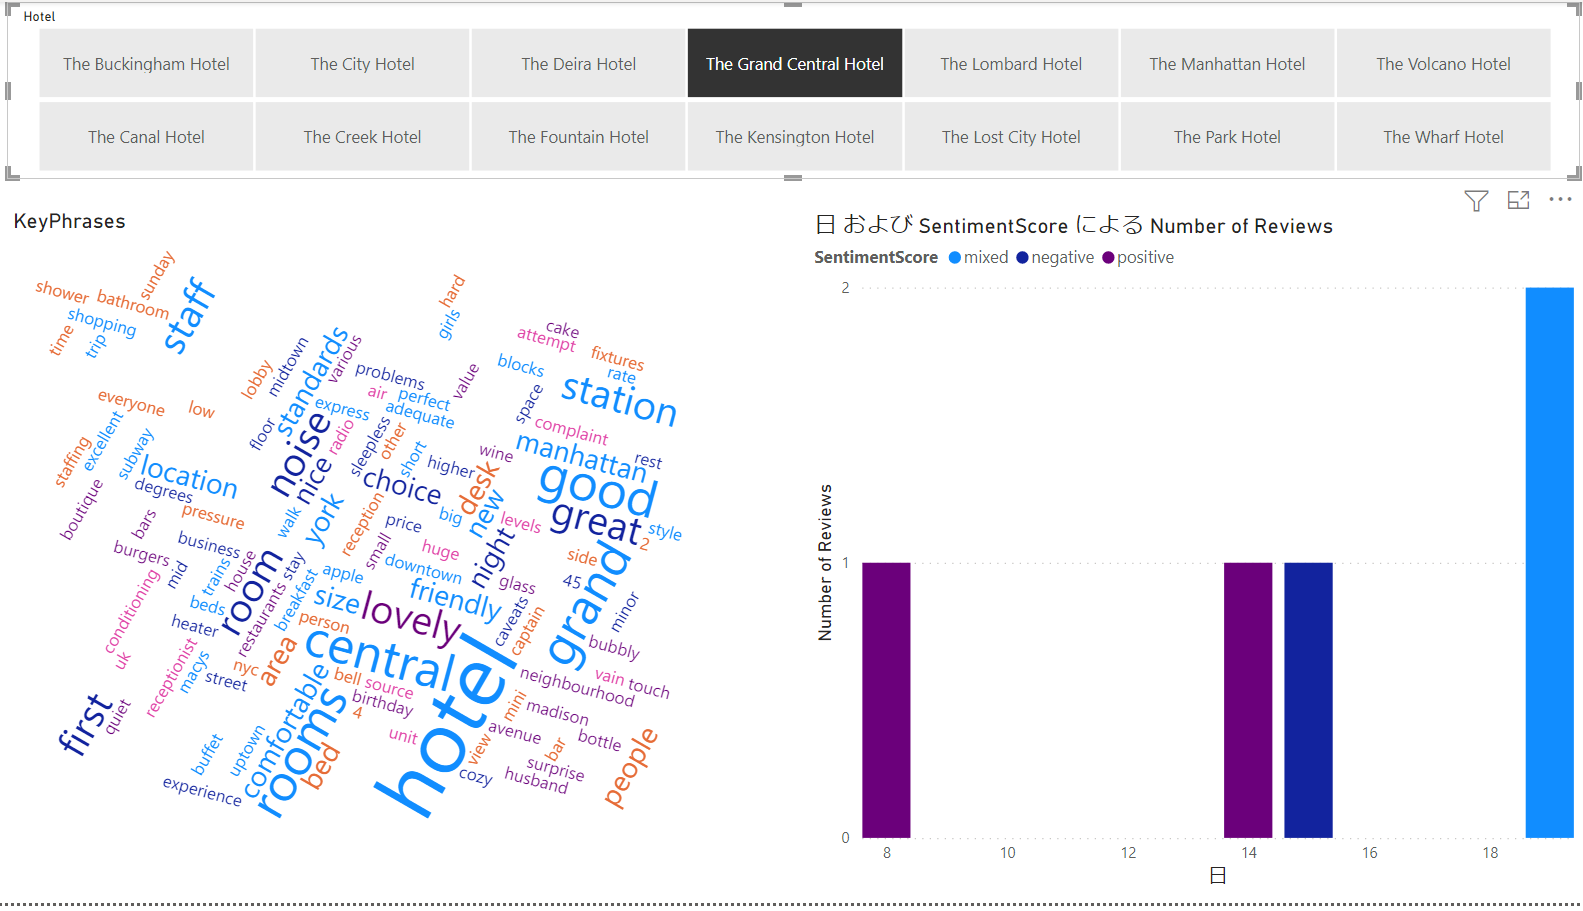 Hotel
The Buckingham Hotel
The City Hotel
The Deira Hotel
The Grand Central Hotel
The Lombard Hotel
The Manhattan Hotel
The Volcano Hotel
The Canal Hotel
The Creek Hotel
The Fountain Hotel
The Kensington Hotel
The Lost City Hotel
The Park Hotel
The Wharf Hotel
KeyPhrases
sunday
shower
bathroom
staff
shopping
time
trip
hard
girls
cake
attempt
fixtures
blocks
rate
station
space
standards
various
midtown
lobby
problems
value
air
perfect
express
adequate
everyone
low
floor
noise
radio
sleepless
other
complaint
excellent
subway
staffing
location
degrees
nice
short
higher
wine
manhattan
rest
choice
desk
good
boutique
bars
pressure
walk
york
reception
price
big
new
levels
great
style
2
burgers
business
mid
trains
house
stay
small
huge
night
side
conditioning
beds
room
restaurants
breakfast
apple
downtown
glass
45
heater
size
lovely
friendly
caveats
captain
grand
minor
uk
receptionist
macys
street
nyc
area
person
central
bubbly
bell
source
hotel
neighbourhood
vain
touch
first
quiet
comfortable
rooms
birthday
4
unit
mini
madison
avenue
bottle
buffet
uptown
bed
view
bar
people
experience
cozy
surprise
husband
日 および SentimentScore による Number of Reviews
SentimentScore mixed negative positive
Number of Reviews
2
1
0
8 10 12 14 16 18
日